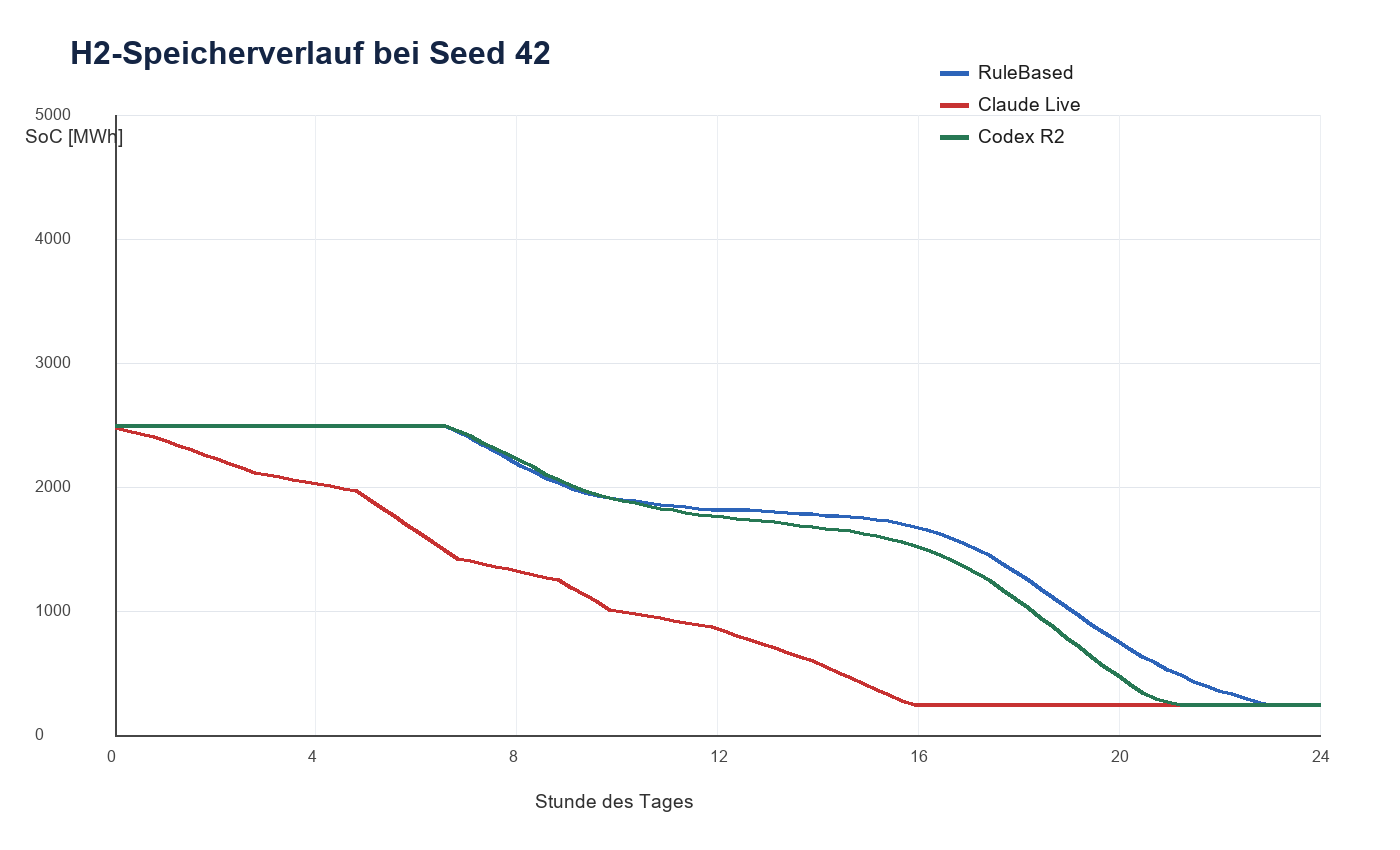 H2-Speicherverlauf bei Seed 42
RuleBased
Claude Live
Codex R2
5000
SoC [MWh]
4000
3000
2000
1000
0
0 4 8 12 16 20 24
Stunde des Tages